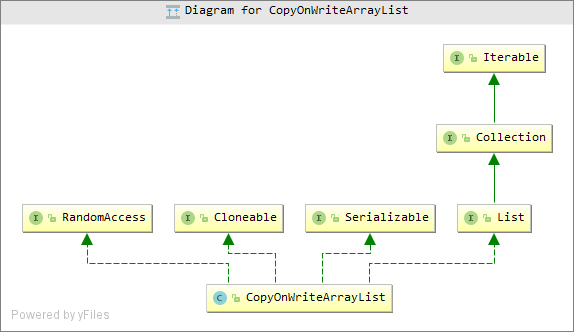 Diagram for CopyOnWriteArrayList
I Iterable
I Collection
I RandomAccess
I Cloneable
I Serializable
I List
C CopyOnWriteArrayList
Powered by yFiles